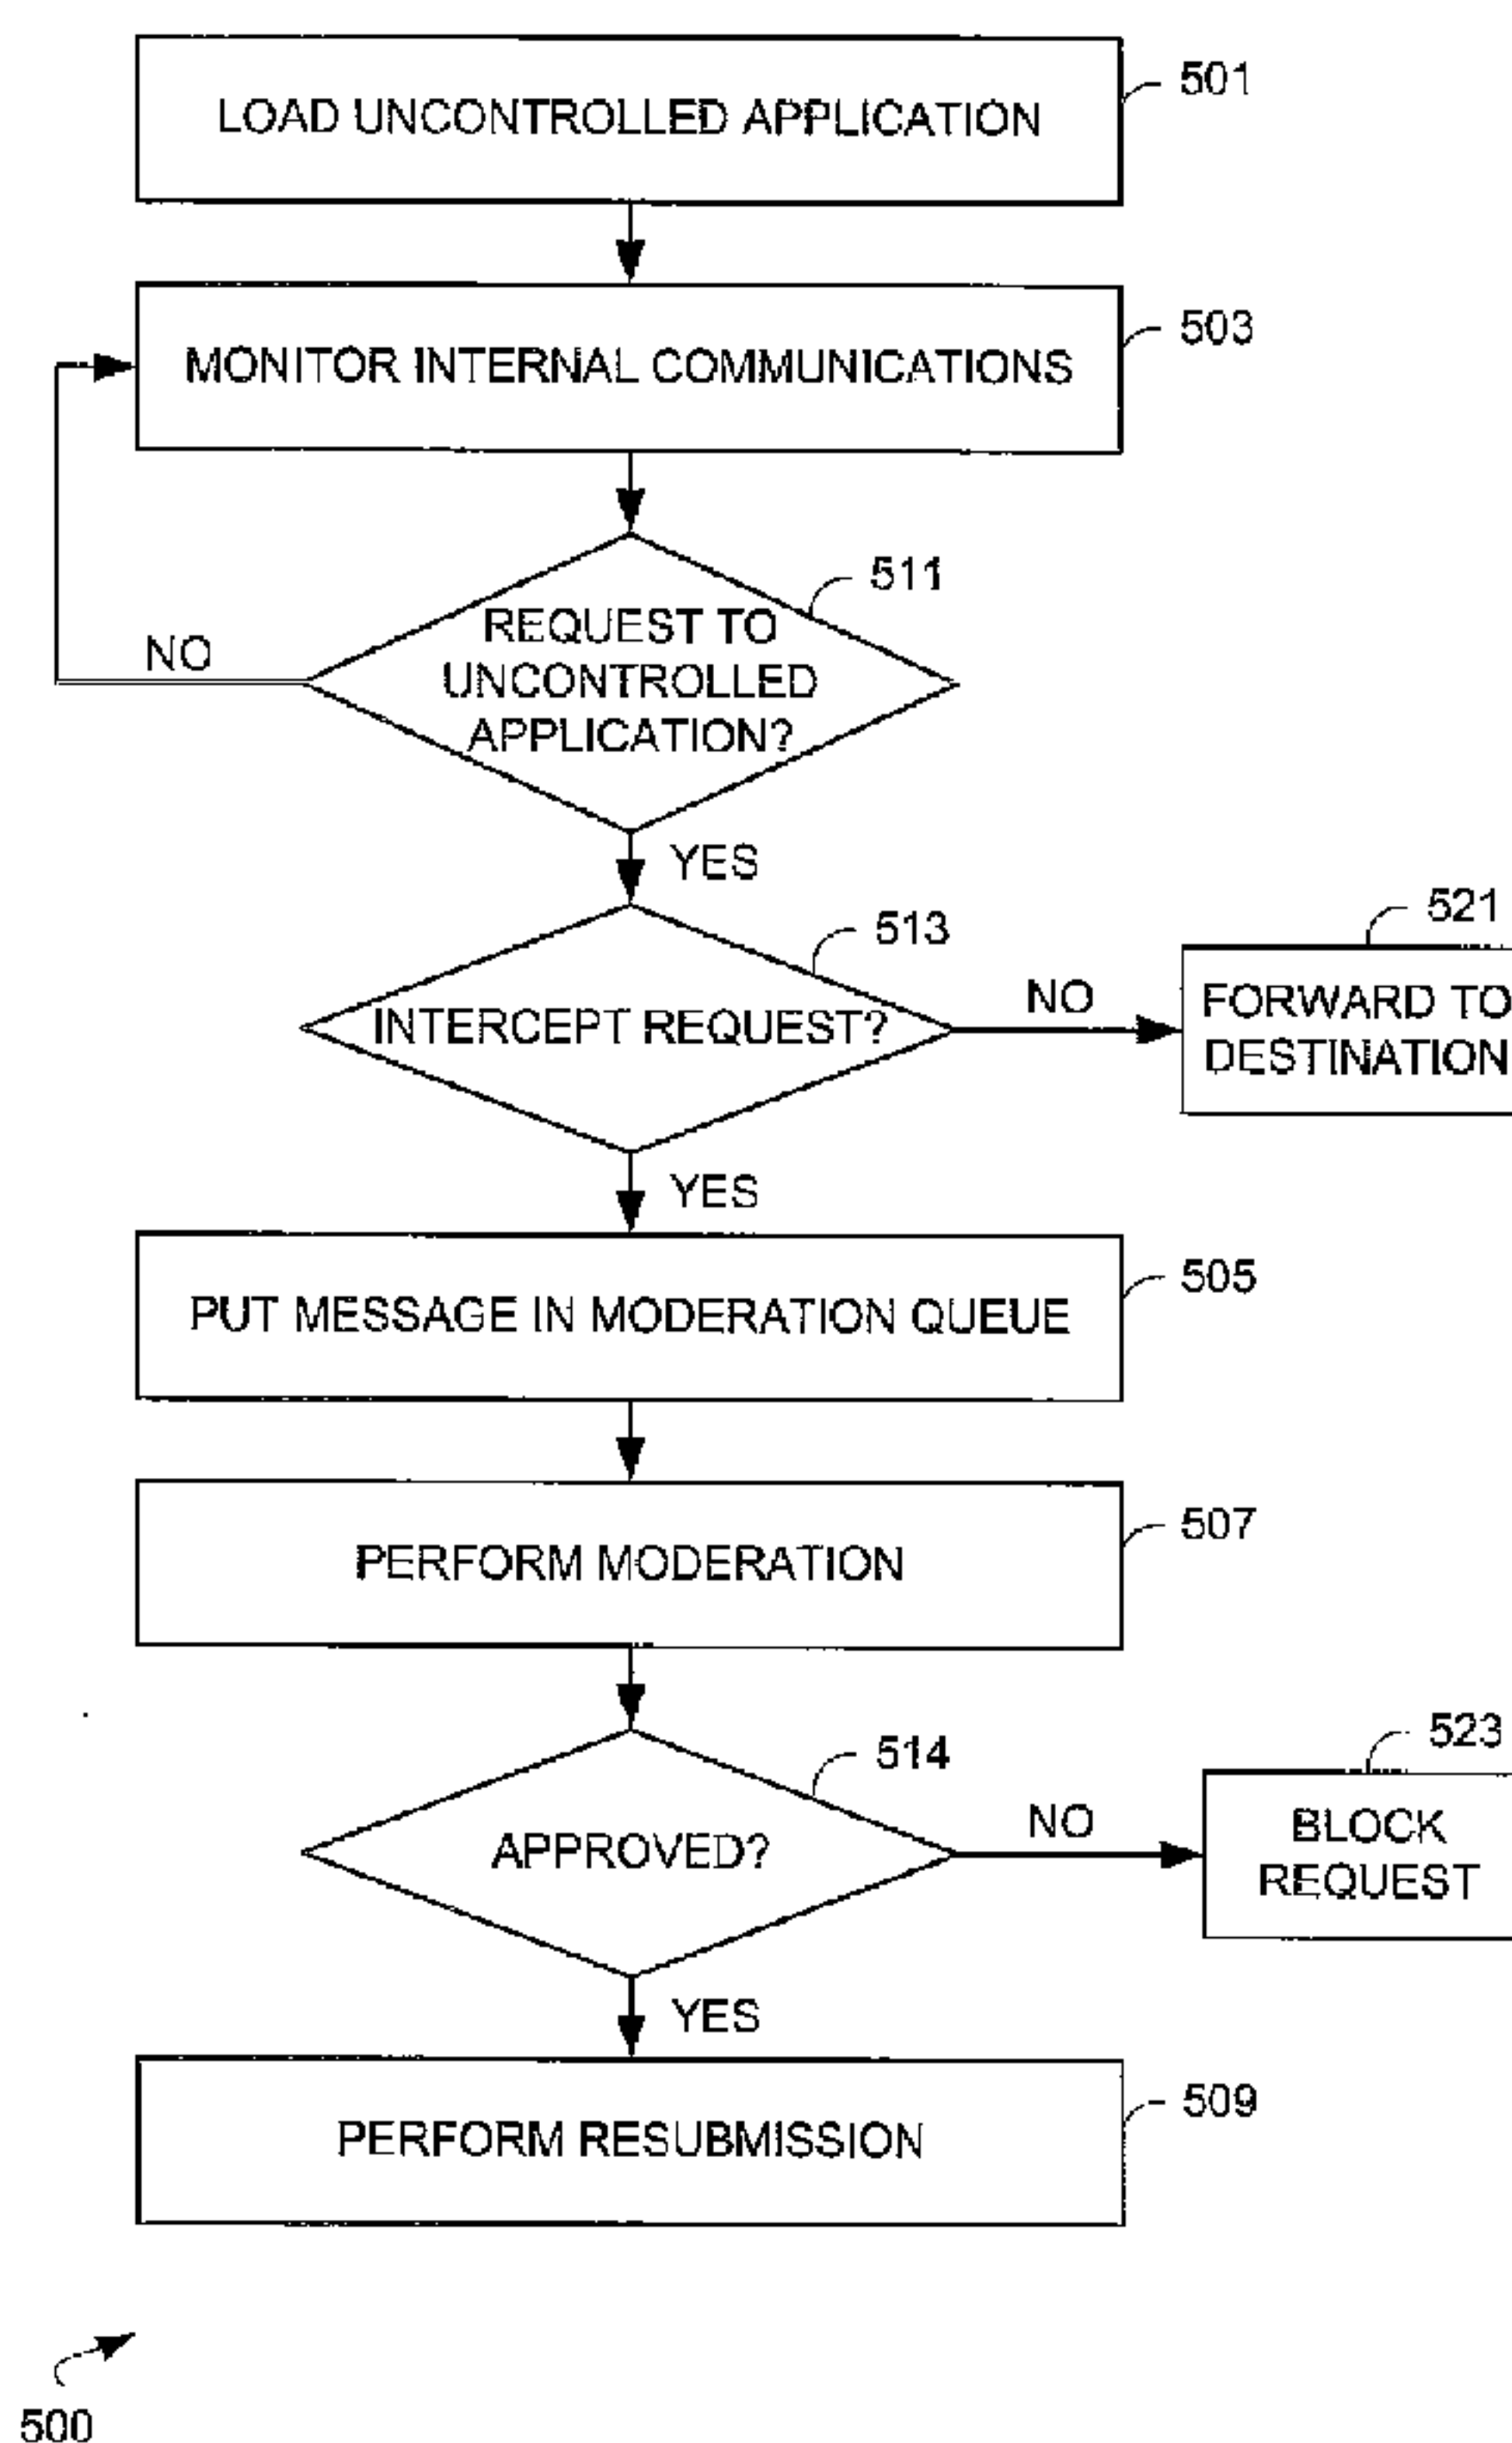 LOAD UNCONTROLLED APPLICATION
501
MONITOR INTERNAL COMMUNICATIONS
503
511
REQUEST TO
UNCONTROLLED
APPLICATION?
NO
YES
513
INTERCEPT REQUEST?
NO
521
FORWARD TO
DESTINATION
YES
PUT MESSAGE IN MODERATION QUEUE
505
PERFORM MODERATION
507
514
APPROVED?
NO
523
BLOCK
REQUEST
YES
PERFORM RESUBMISSION
509
500